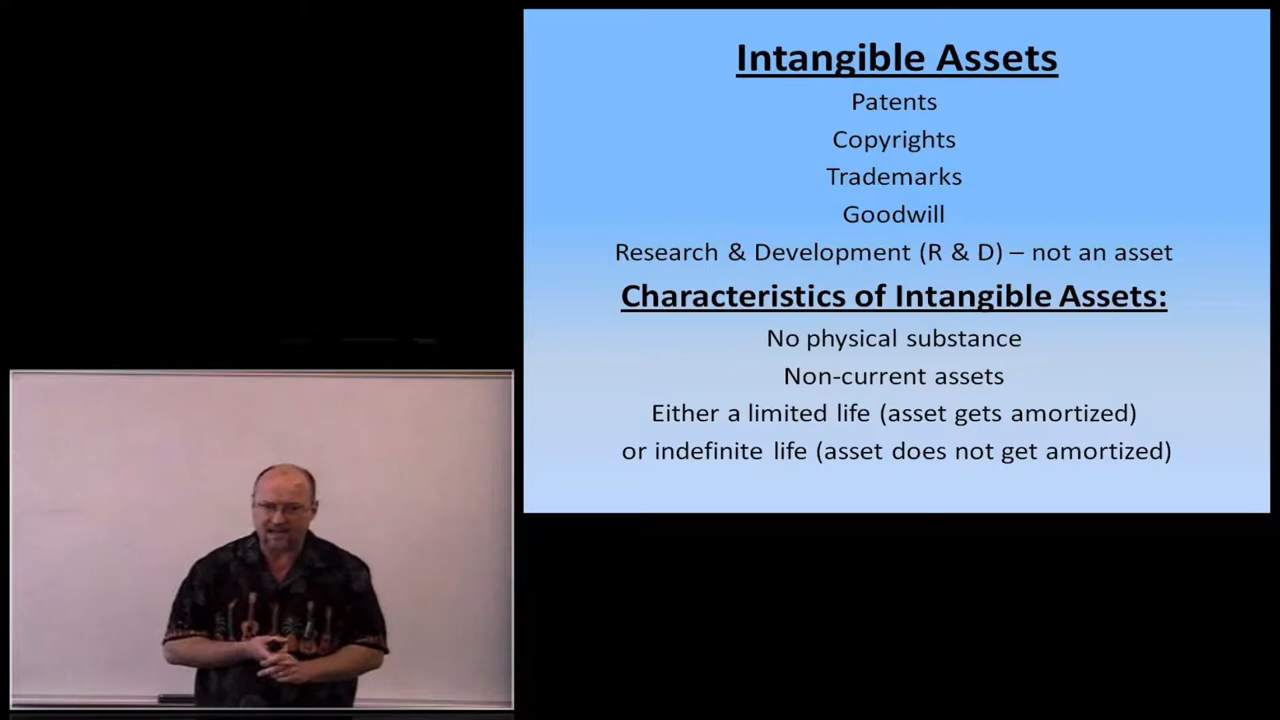 Intangible Assets
Patents
Copyrights
Trademarks
Goodwill
Research & Development (R & D) – not an asset
Characteristics of Intangible Assets:
No physical substance
Non-current assets
Either a limited life (asset gets amortized)
or indefinite life (asset does not get amortized)